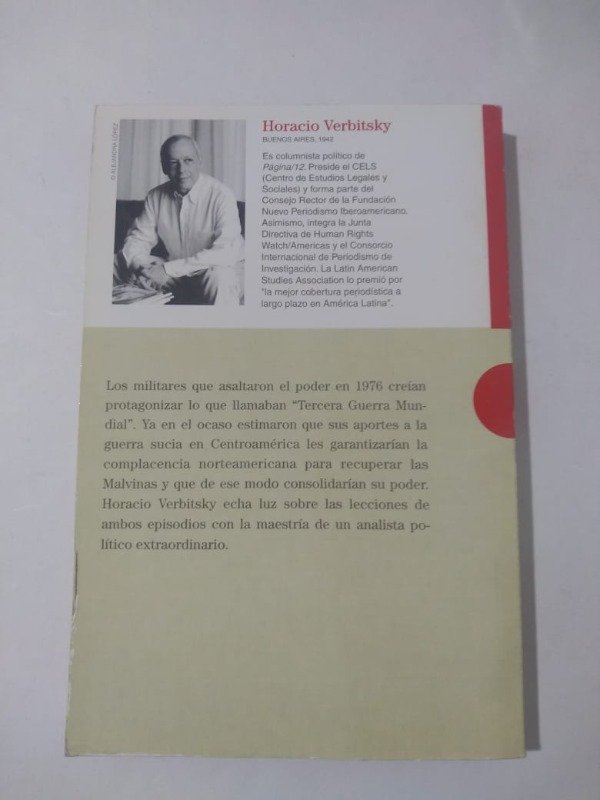 © ALEJANDRA LÓPEZ
Horacio Verbitsky
BUENOS AIRES, 1942
Es columnista político de
Página/12. Preside el CELS
(Centro de Estudios Legales y
Sociales) y forma parte del
Consejo Rector de la Fundación
Nuevo Periodismo Iberoamericano.
Asimismo, integra la Junta
Directiva de Human Rights
Watch/Americas y el Consorcio
Internacional de Periodismo de
Investigación. La Latin American
Studies Association lo premió por
"la mejor cobertura periodística a
largo plazo en América Latina".
Los militares que asaltaron el poder en 1976 creían
protagonizar lo que llamaban “Tercera Guerra Mun-
dial”. Ya en el ocaso estimaron que sus aportes a la
guerra sucia en Centroamérica les garantizarían la
complacencia norteamericana para recuperar las
Malvinas y que de ese modo consolidarían su poder.
Horacio Verbitsky echa luz sobre las lecciones de
ambos episodios con la maestría de un analista po-
lítico extraordinario.